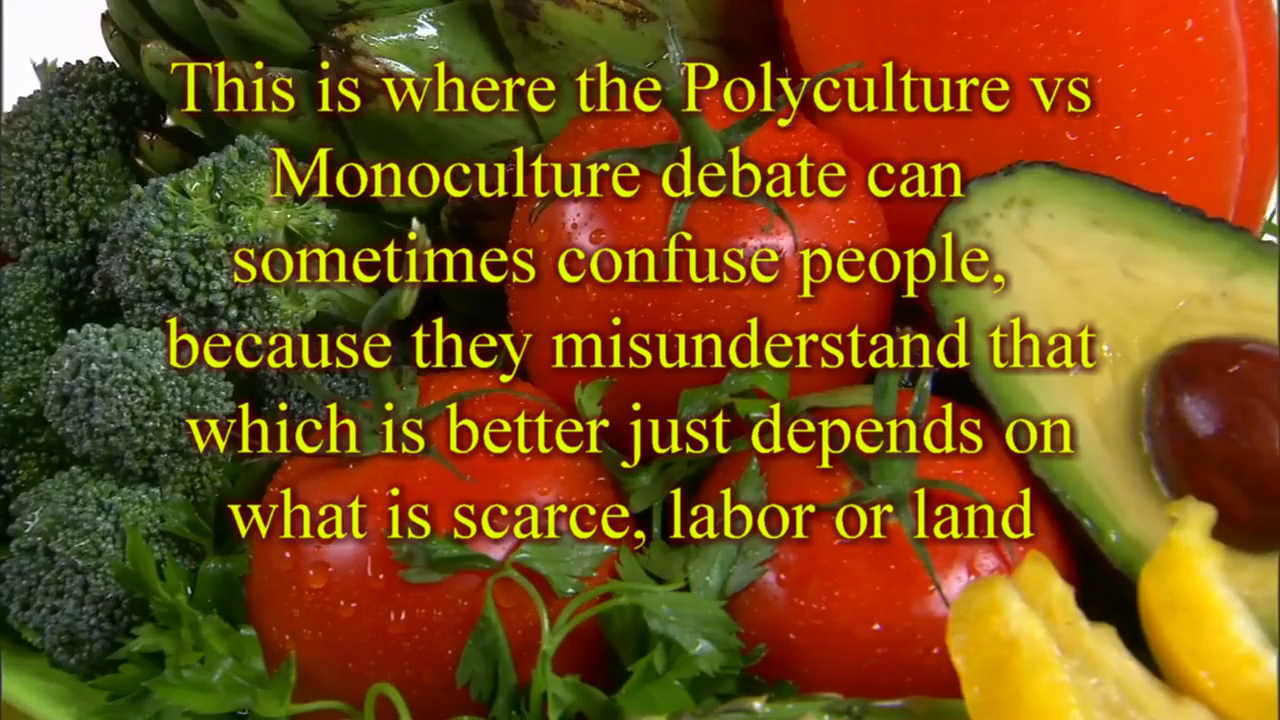 This is where the Polyculture vs
Monoculture debate can
sometimes confuse people,
because they misunderstand that
which is better just depends on
what is scarce, labor or land